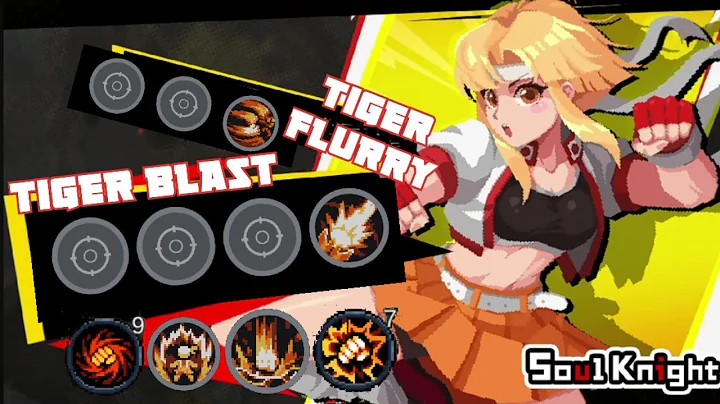 TIGER
FLURRY
TIGER BLAST
9
7
Soul Knight